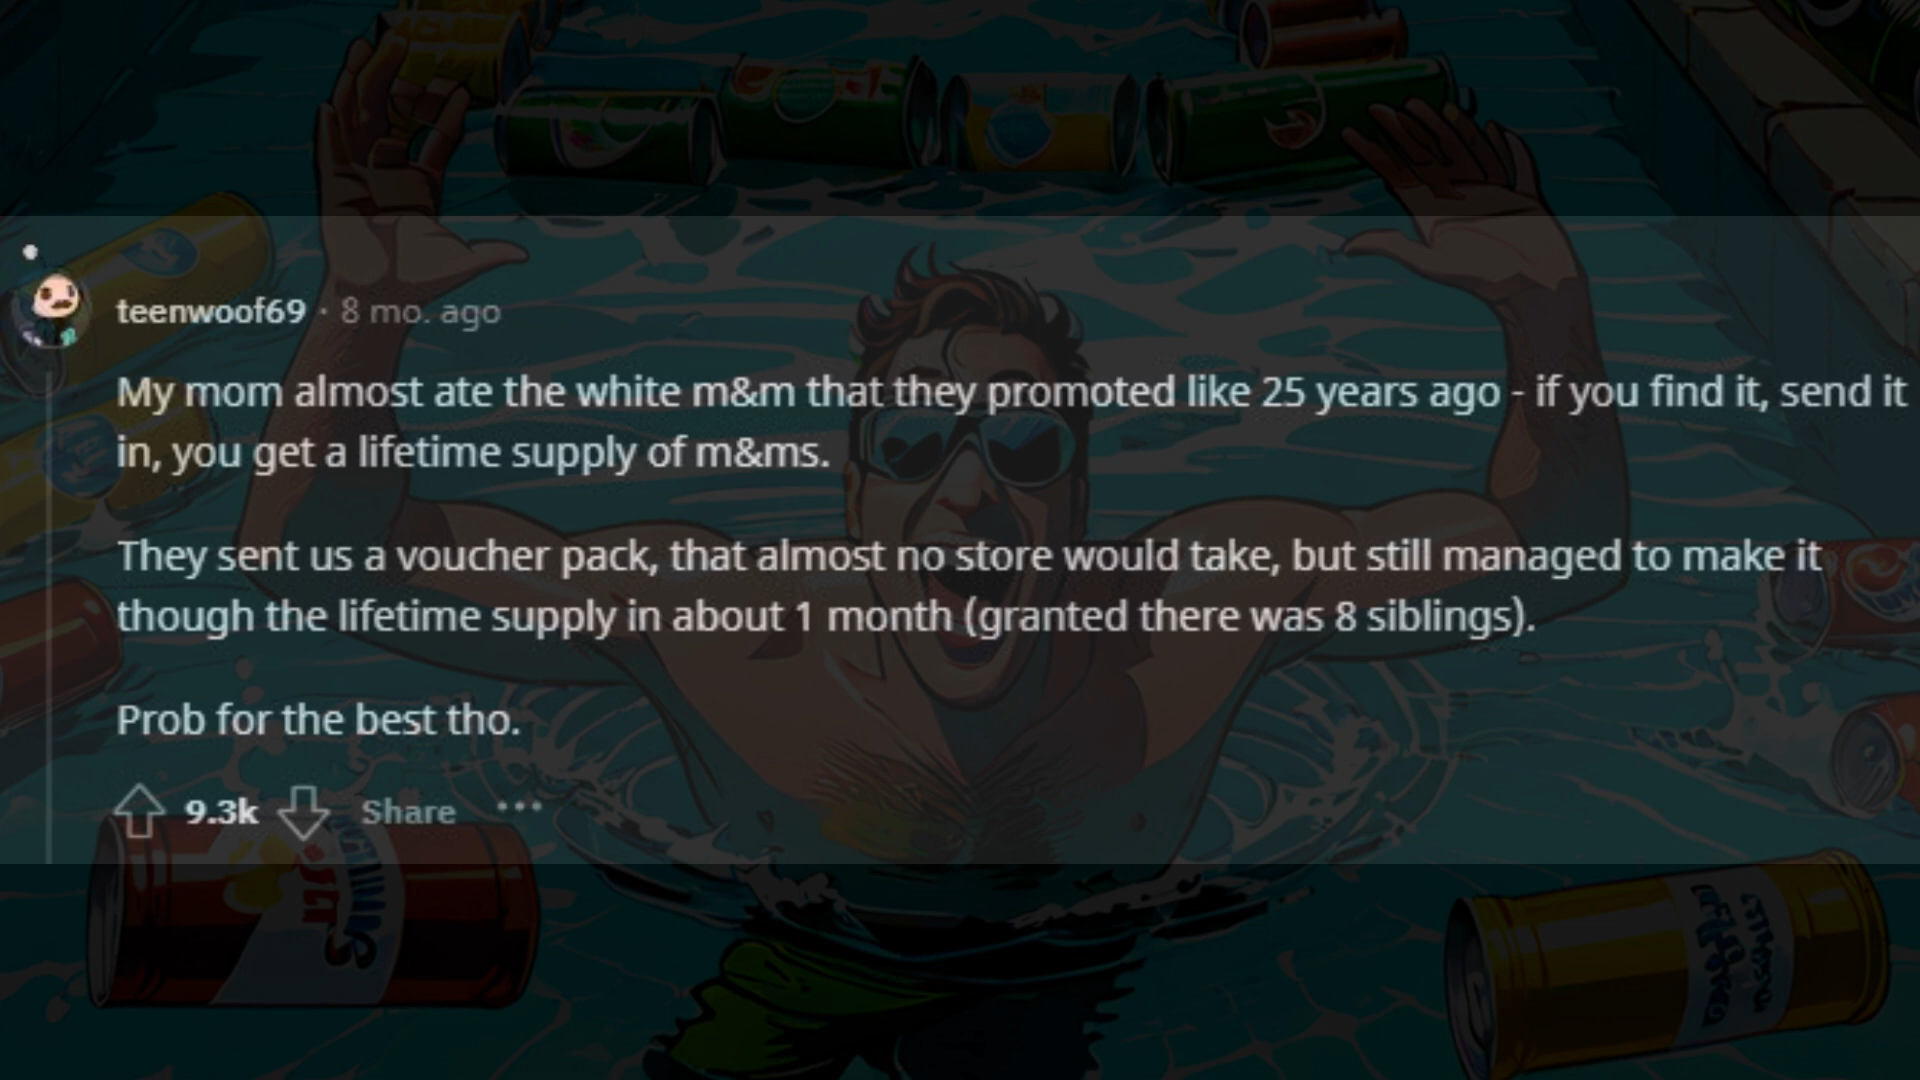 teenwoof69 · 8 mo. ago
My mom almost ate the white m&m that they promoted like 25 years ago - if you find it, send it
in, you get a lifetime supply of m&ms.
They sent us a voucher pack, that almost no store would take, but still managed to make it
though the lifetime supply in about 1 month (granted there was 8 siblings).
Prob for the best tho.
9.3k Share ...